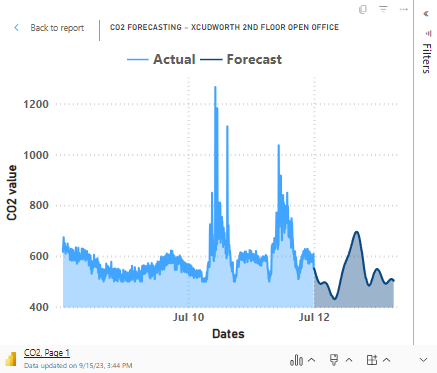 Back to report
CO2 FORECASTING - XCUDWORTH 2ND FLOOR OPEN OFFICE
Actual Forecast
Filters
CO2 value
1200
1000
800
600
400
Jul 10 Jul 12
Dates
CO2, Page 1
Data updated on 9/15/23, 3:44 PM